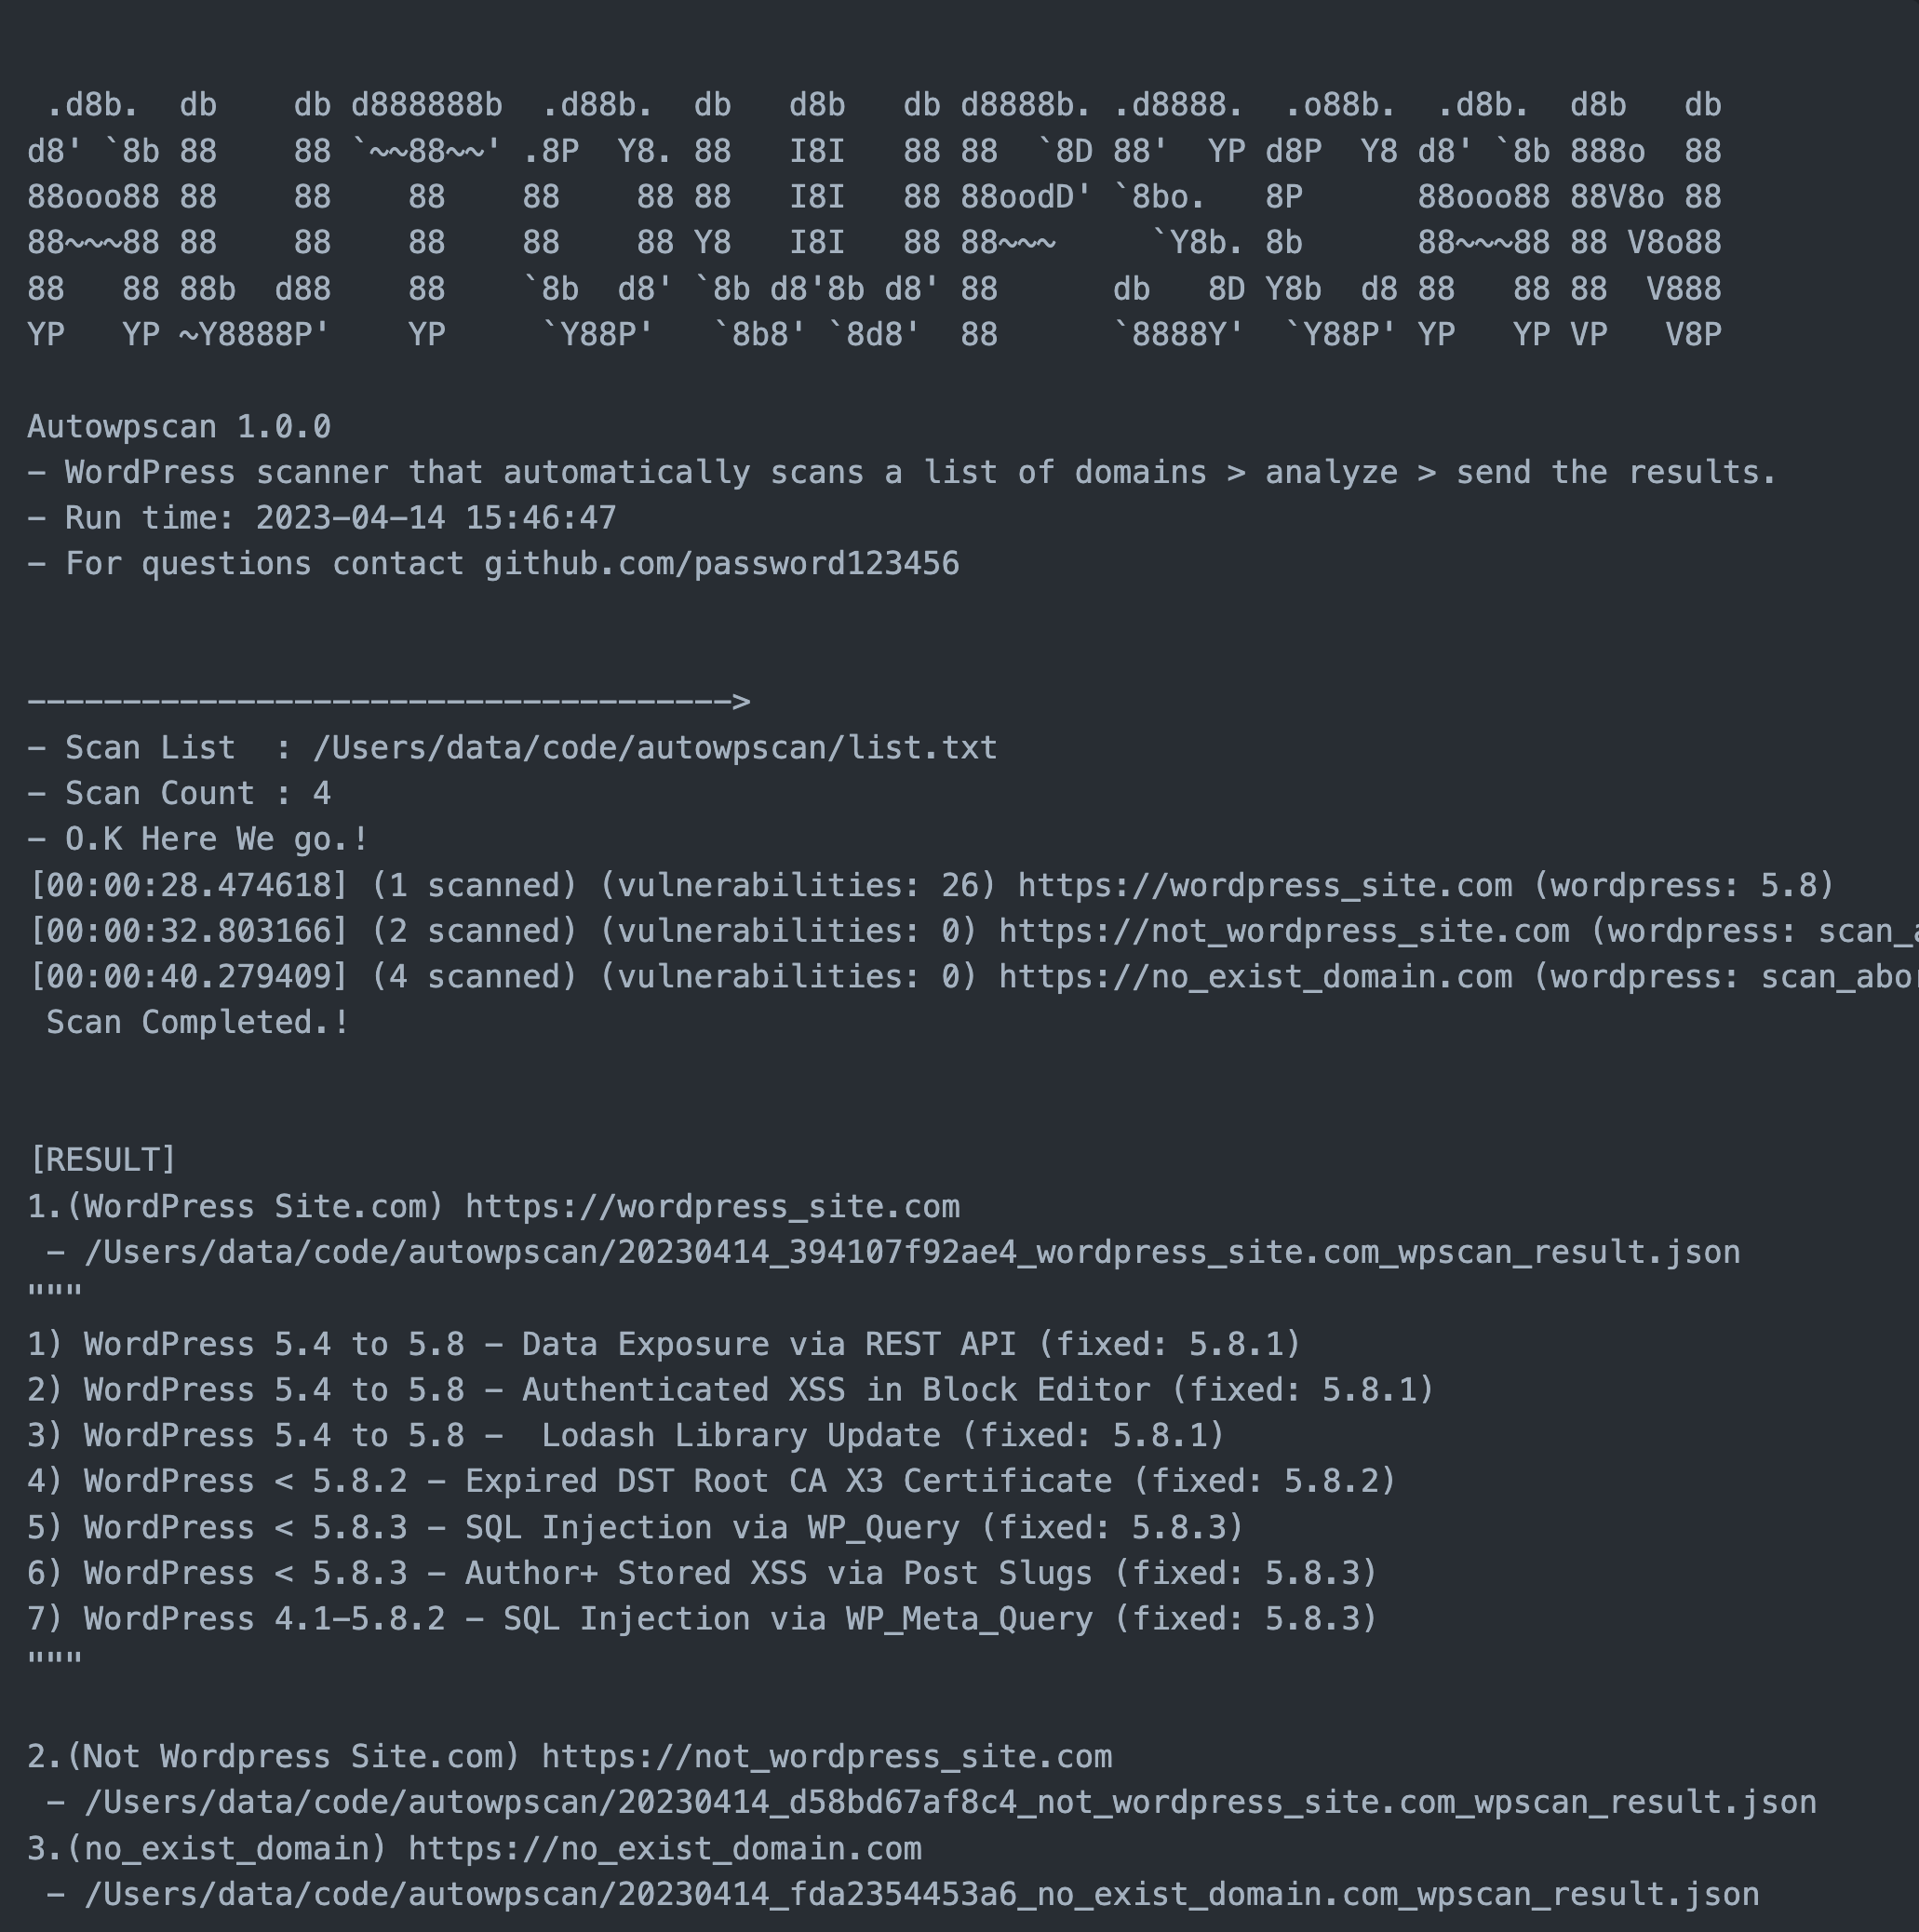 .d8b.  db    db d888888b  .d88b.  db   d8b   db d8888b. .d8888.  .o88b.  .d8b.  d8b   db
d8' `8b 88    88 `~~88~~' .8P  Y8. 88   I8I   88 88  `8D 88'  YP d8P  Y8 d8' `8b 888o  88
88ooo88 88    88    88    88    88 88   I8I   88 88oodD' `8bo.   8P      88ooo88 88V8o 88
88~~~88 88    88    88    88    88 Y8   I8I   88 88~~~     `Y8b. 8b      88~~~88 88 V8o88
88   88 88b  d88    88    `8b  d8' `8b d8'8b d8' 88      db   8D Y8b  d8 88   88 88  V888
YP   YP ~Y8888P'    YP     `Y88P'   `8b8' `8d8'  88      `8888Y'  `Y88P' YP   YP VP   V8P
Autowpscan 1.0.0
- WordPress scanner that automatically scans a list of domains > analyze > send the results.
- Run time: 2023-04-14 15:46:47
- For questions contact github.com/password123456
------------------------------------->
- Scan List  : /Users/data/code/autowpscan/list.txt
- Scan Count : 4
- O.K Here We go.!
[00:00:28.474618] (1 scanned) (vulnerabilities: 26) https://wordpress_site.com (wordpress: 5.8)
[00:00:32.803166] (2 scanned) (vulnerabilities: 0) https://not_wordpress_site.com (wordpress: scan_a
[00:00:40.279409] (4 scanned) (vulnerabilities: 0) https://no_exist_domain.com (wordpress: scan_abo
 Scan Completed.!
[RESULT]
1.(WordPress Site.com) https://wordpress_site.com
 - /Users/data/code/autowpscan/20230414_394107f92ae4_wordpress_site.com_wpscan_result.json
"""
1) WordPress 5.4 to 5.8 - Data Exposure via REST API (fixed: 5.8.1)
2) WordPress 5.4 to 5.8 - Authenticated XSS in Block Editor (fixed: 5.8.1)
3) WordPress 5.4 to 5.8 -  Lodash Library Update (fixed: 5.8.1)
4) WordPress < 5.8.2 - Expired DST Root CA X3 Certificate (fixed: 5.8.2)
5) WordPress < 5.8.3 - SQL Injection via WP_Query (fixed: 5.8.3)
6) WordPress < 5.8.3 - Author+ Stored XSS via Post Slugs (fixed: 5.8.3)
7) WordPress 4.1-5.8.2 - SQL Injection via WP_Meta_Query (fixed: 5.8.3)
"""
2.(Not Wordpress Site.com) https://not_wordpress_site.com
 - /Users/data/code/autowpscan/20230414_d58bd67af8c4_not_wordpress_site.com_wpscan_result.json
3.(no_exist_domain) https://no_exist_domain.com
 - /Users/data/code/autowpscan/20230414_fda2354453a6_no_exist_domain.com_wpscan_result.json